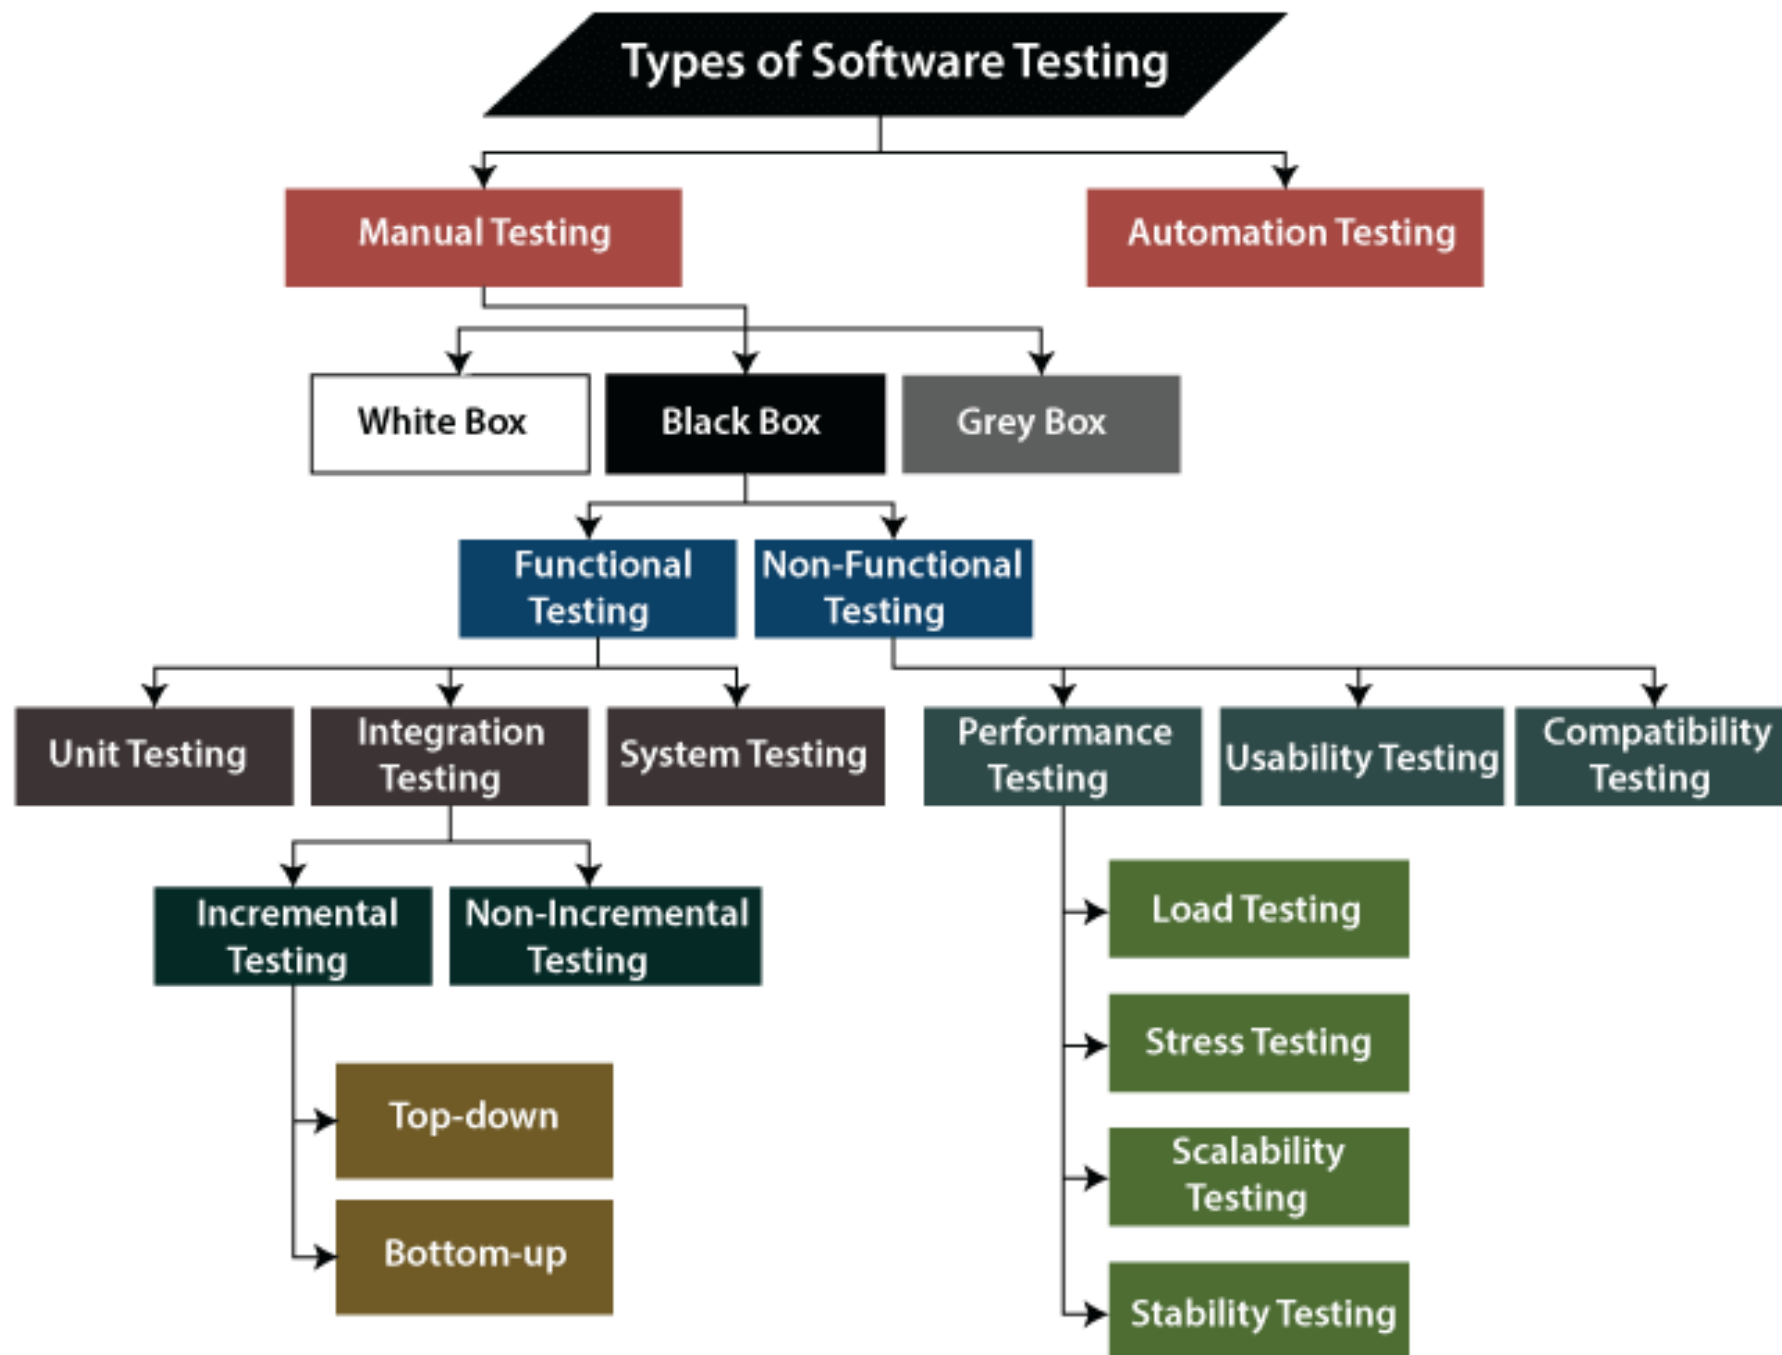 Types of Software Testing
Manual Testing
Automation Testing
White Box
Black Box
Grey Box
Functional
Testing
Non-Functional
Testing
Unit Testing
Integration
Testing
System Testing
Performance
Testing
Usability Testing
Compatibility
Testing
Incremental
Testing
Non-Incremental
Testing
Top-down
Bottom-up
Load Testing
Stress Testing
Scalability
Testing
Stability Testing